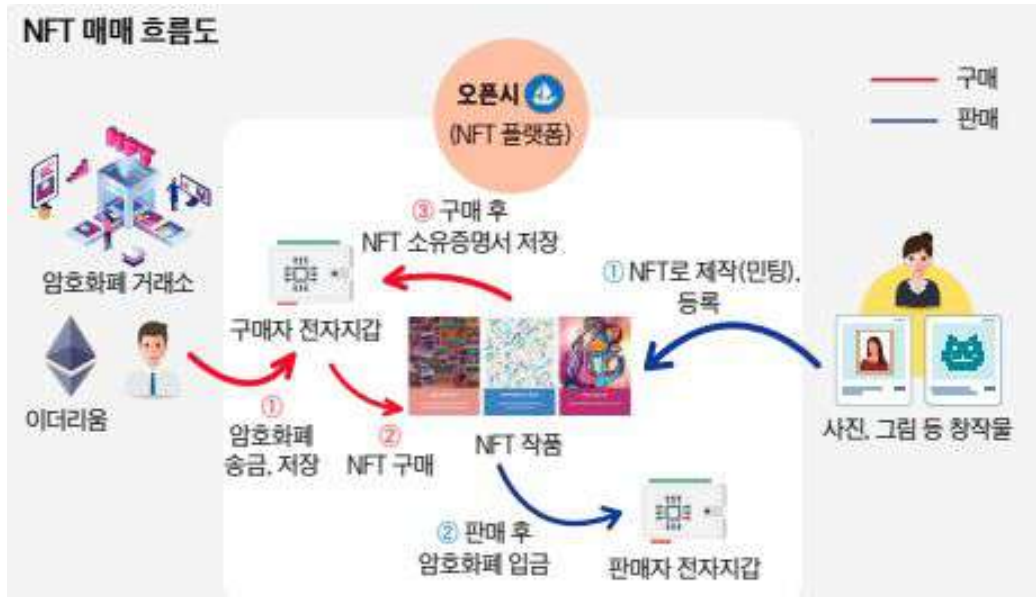 NFT 매매 흐름도
오픈시
(NFT 플랫폼)
구매
판매
NFT
암호화폐 거래소
③ 구매 후
NFT 소유증명서 저장
① NFT로 제작(민팅),
등록
구매자 전자지갑
이더리움
①
암호화폐
송금, 저장
②
NFT 구매
NFT 작품
사진, 그림 등 창작물
② 판매 후
암호화폐 입금
판매자 전자지갑